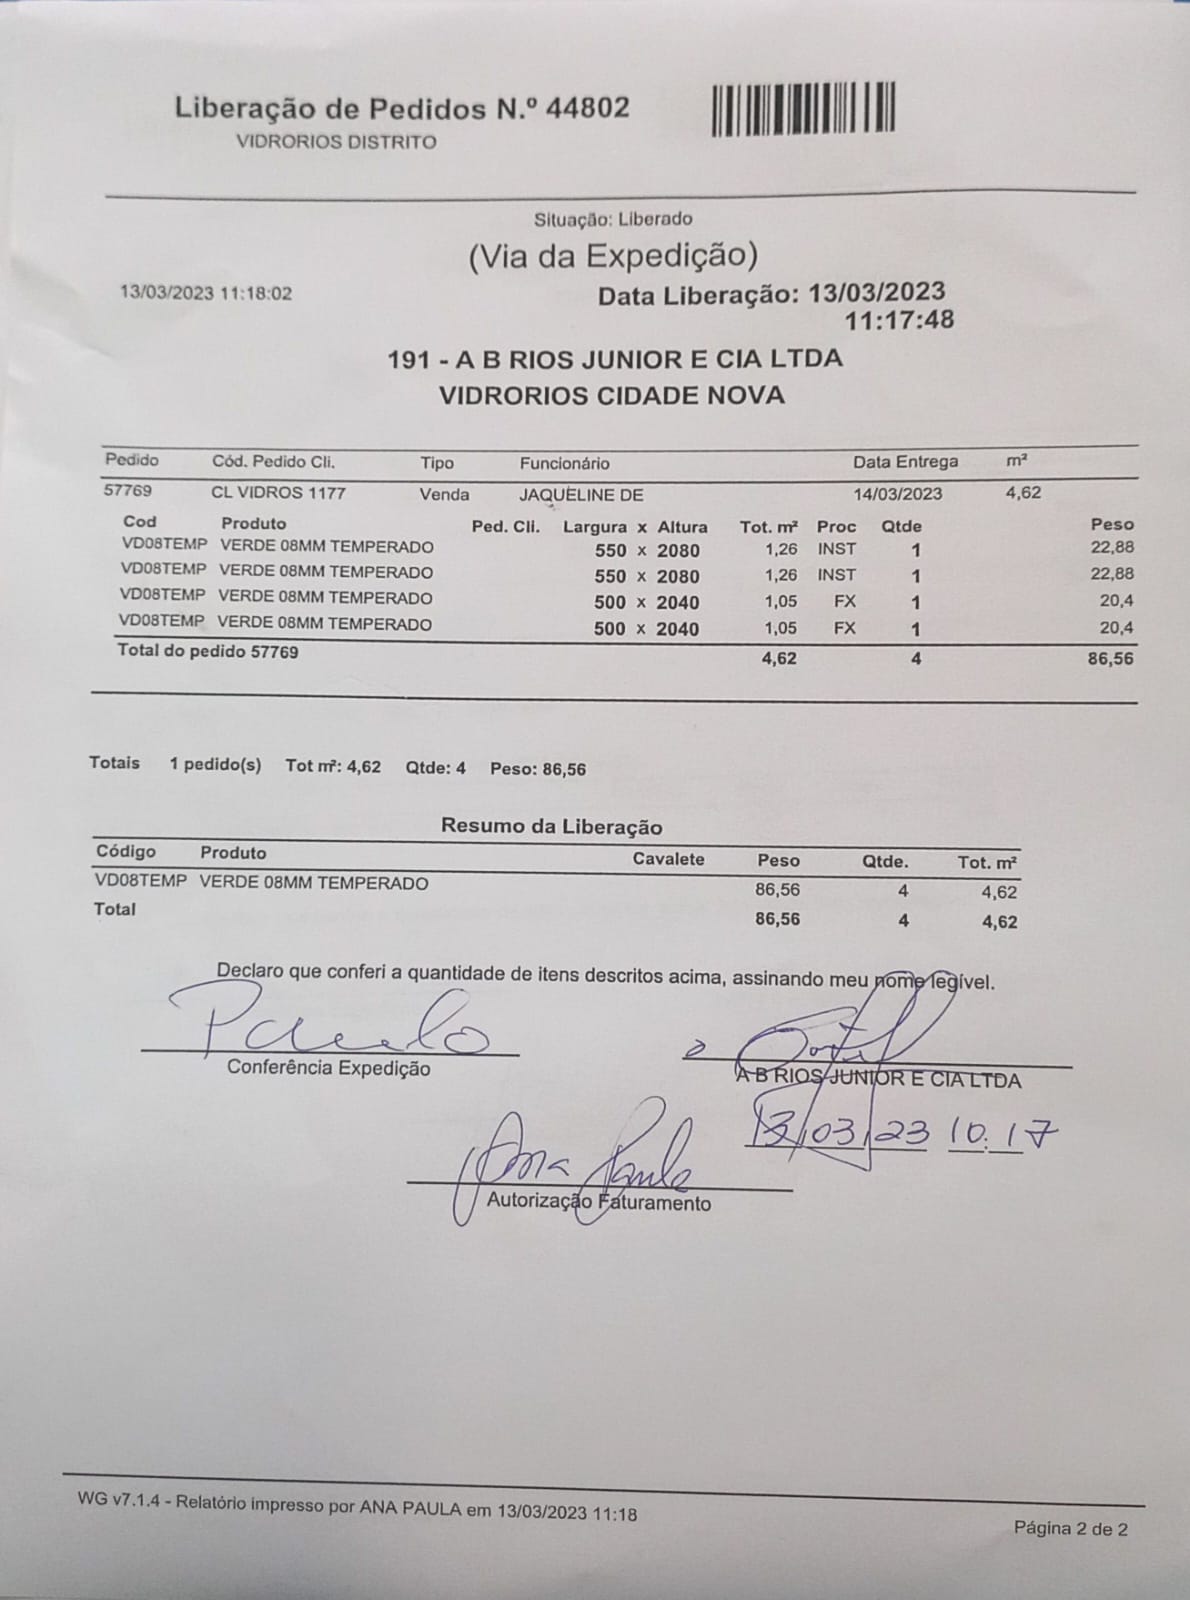 Liberação de Pedidos N.º 44802
VIDRORIOS DISTRITO
Situação: Liberado
(Via da Expedição)
13/03/2023 11:18:02 Data Liberação: 13/03/2023
11:17:48
191 - A B RIOS JUNIOR E CIA LTDA
VIDRORIOS CIDADE NOVA
Pedido Cód. Pedido Cli. Tipo Funcionário Data Entrega m²
57769 CL VIDROS 1177 Venda JAQUELINE DE 14/03/2023 4,62
Cod Produto Ped. Cli. Largura x Altura Tot. m² Proc Qtde Peso
VD08TEMP VERDE 08MM TEMPERADO 550 x 2080 1,26 INST 1 22,88
VD08TEMP VERDE 08MM TEMPERADO 550 x 2080 1,26 INST 1 22,88
VD08TEMP VERDE 08MM TEMPERADO 500 x 2040 1,05 FX 1 20,4
VD08TEMP VERDE 08MM TEMPERADO 500 x 2040 1,05 FX 1 20,4
Total do pedido 57769 4,62 4 86,56
Totais 1 pedido(s) Tot m²: 4,62 Qtde: 4 Peso: 86,56
Resumo da Liberação
Código Produto Cavalete Peso Qtde. Tot. m²
VD08TEMP VERDE 08MM TEMPERADO 86,56 4 4,62
Total 86,56 4 4,62
Declaro que conferi a quantidade de itens descritos acima, assinando meu nome legível.
Paulo
Conferência Expedição
A B RIOS JUNIOR E CIA LTDA
13/03/23 10:17
Ana Paula
Autorização Faturamento
WG v7.1.4 - Relatório impresso por ANA PAULA em 13/03/2023 11:18
Página 2 de 2